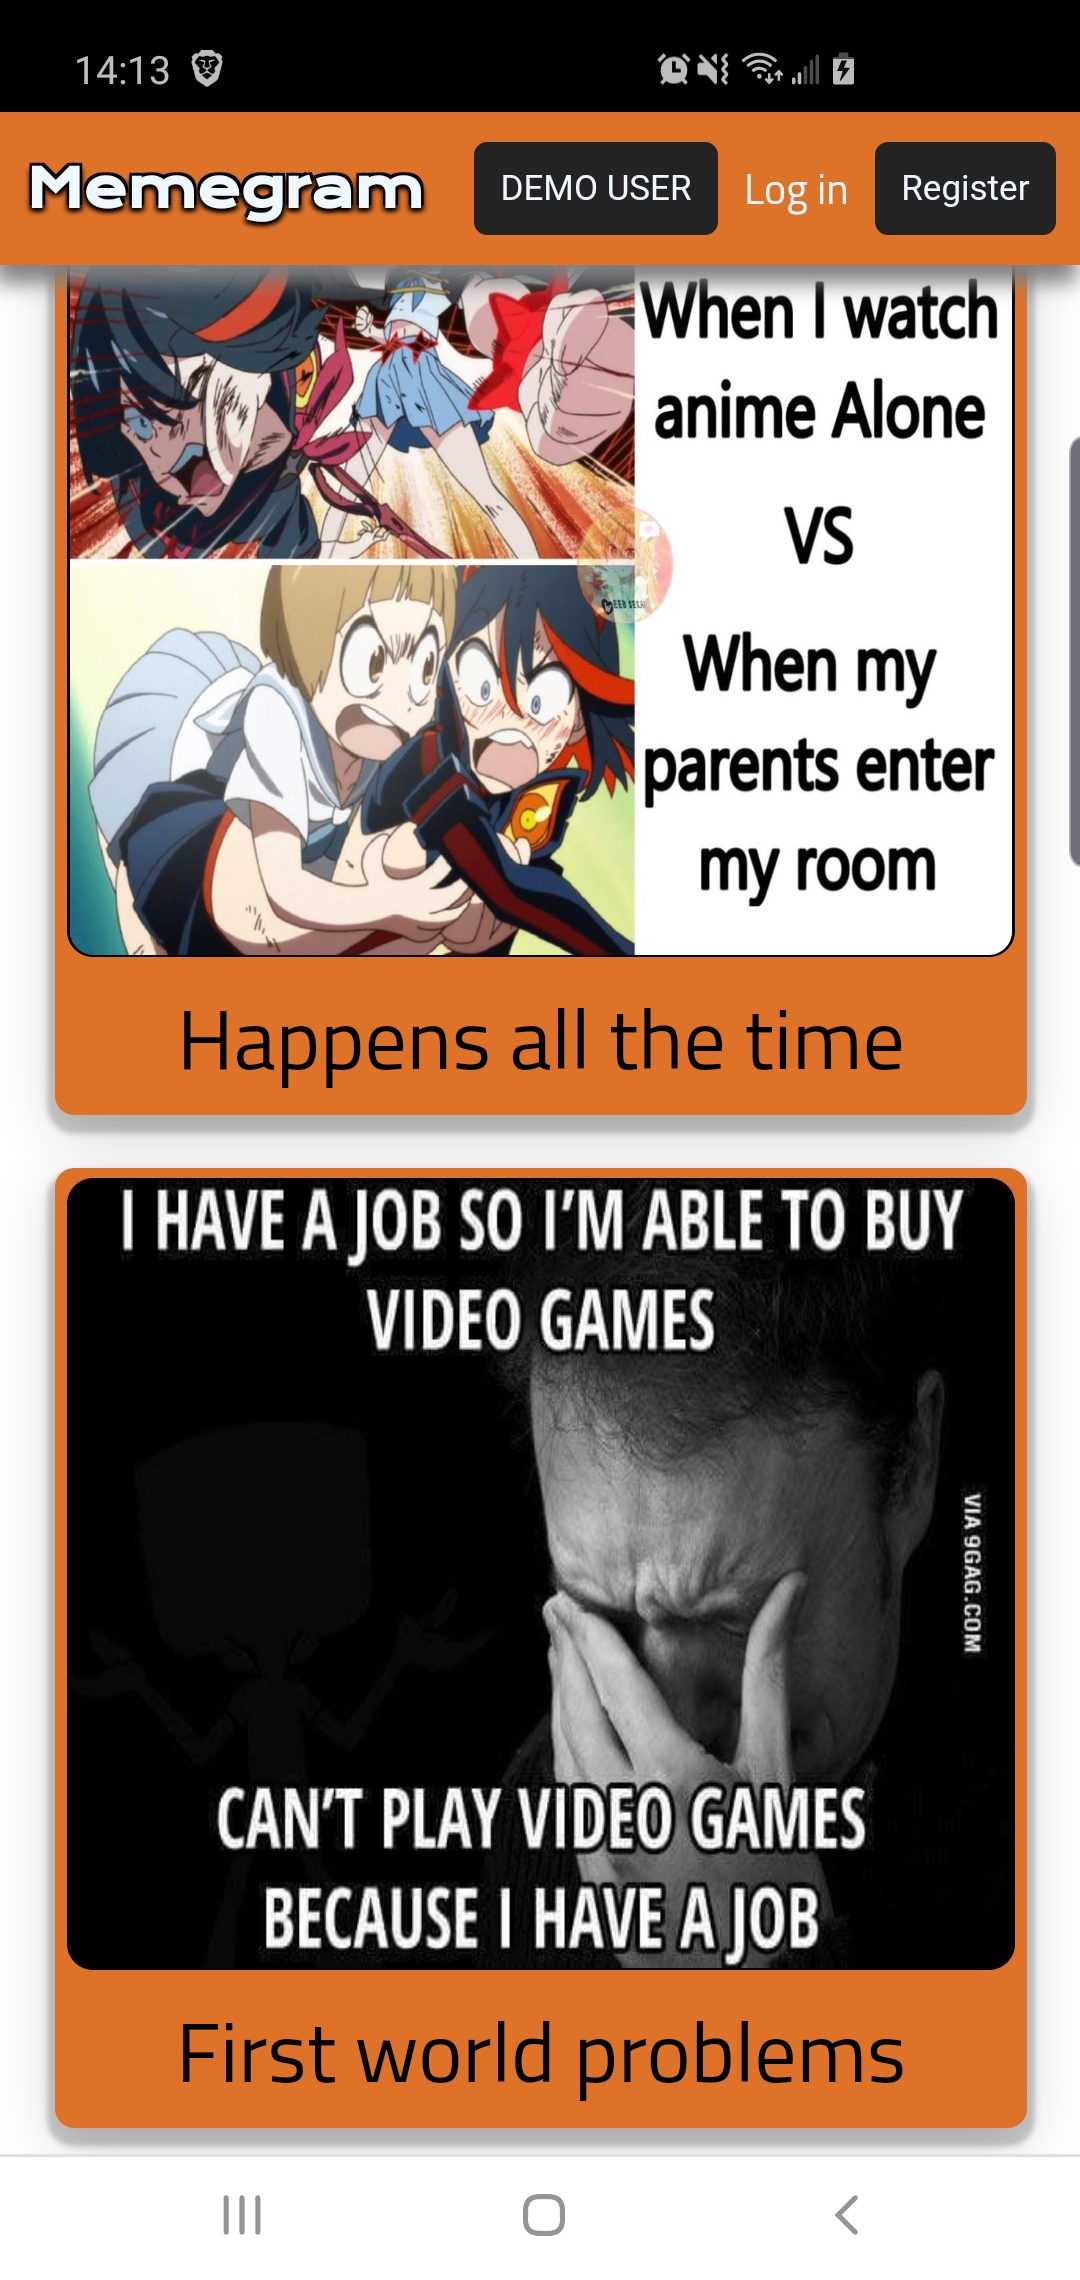 14:13
Memegram
DEMO USER
Log in
Register
When I watch
anime Alone
VS
When my
parents enter
my room
Happens all the time
I HAVE A JOB SO I'M ABLE TO BUY
VIDEO GAMES
VIA 9GAG.COM
CAN'T PLAY VIDEO GAMES
BECAUSE I HAVE A JOB
First world problems